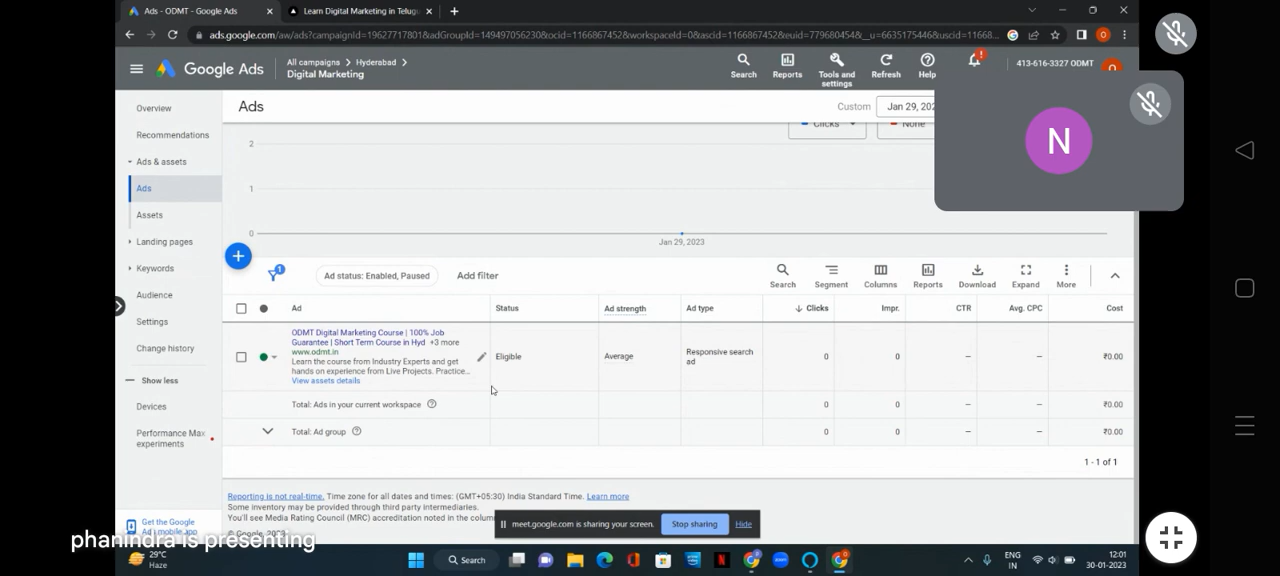 Ads - ODMT - Google Ads
Learn Digital Marketing in Telug
ads.google.com/aw/ads?campaignId=19627717801&adGroupId=149497056230&ocid=1166867452&workspaceId=0&ascid=1166867452&euid=779680454&__u=6635175446&uscid=11668...
Google Ads
All campaigns > Hyderabad >
Digital Marketing
Search
Reports
Tools and settings
Refresh
Help
413-616-3327 ODMT
Overview
Recommendations
Ads & assets
Ads
Assets
Landing pages
Keywords
Audience
Settings
Change history
Show less
Devices
Performance Max
experiments
Get the Google
Ads mobile app
Ads
Custom
Jan 29, 202
Clicks
None
N
2
1
0
Jan 29, 2023
1
Ad status: Enabled, Paused
Add filter
Search
Segment
Columns
Reports
Download
Expand
More
Ad Status Ad strength Ad type Clicks Impr. CTR Avg. CPC Cost
ODMT Digital Marketing Course | 100% Job
Guarantee | Short Term Course in Hyd +3 more
www.odmt.in
Learn the course from Industry Experts and get
hands on experience from Live Projects. Practice...
View assets details
Eligible
Average
Responsive search
ad
0 0 – – ₹0.00
Total: Ads in your current workspace 0 0 – – ₹0.00
Total: Ad group 0 0 – – ₹0.00
1 - 1 of 1
Reporting is not real-time. Time zone for all dates and times: (GMT+05:30) India Standard Time. Learn more
Some inventory may be provided through third party intermediaries.
You'll see Media Rating Council (MRC) accreditation noted in the colum
meet.google.com is sharing your screen.
Stop sharing
Hide
phanindra is presenting
29°C
Haze
Search
ENG
IN
12:01
30-01-2023